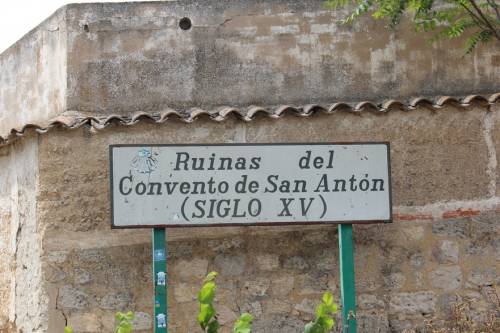 Ruinas del
Convento de San Antón
(SIGLO XV)